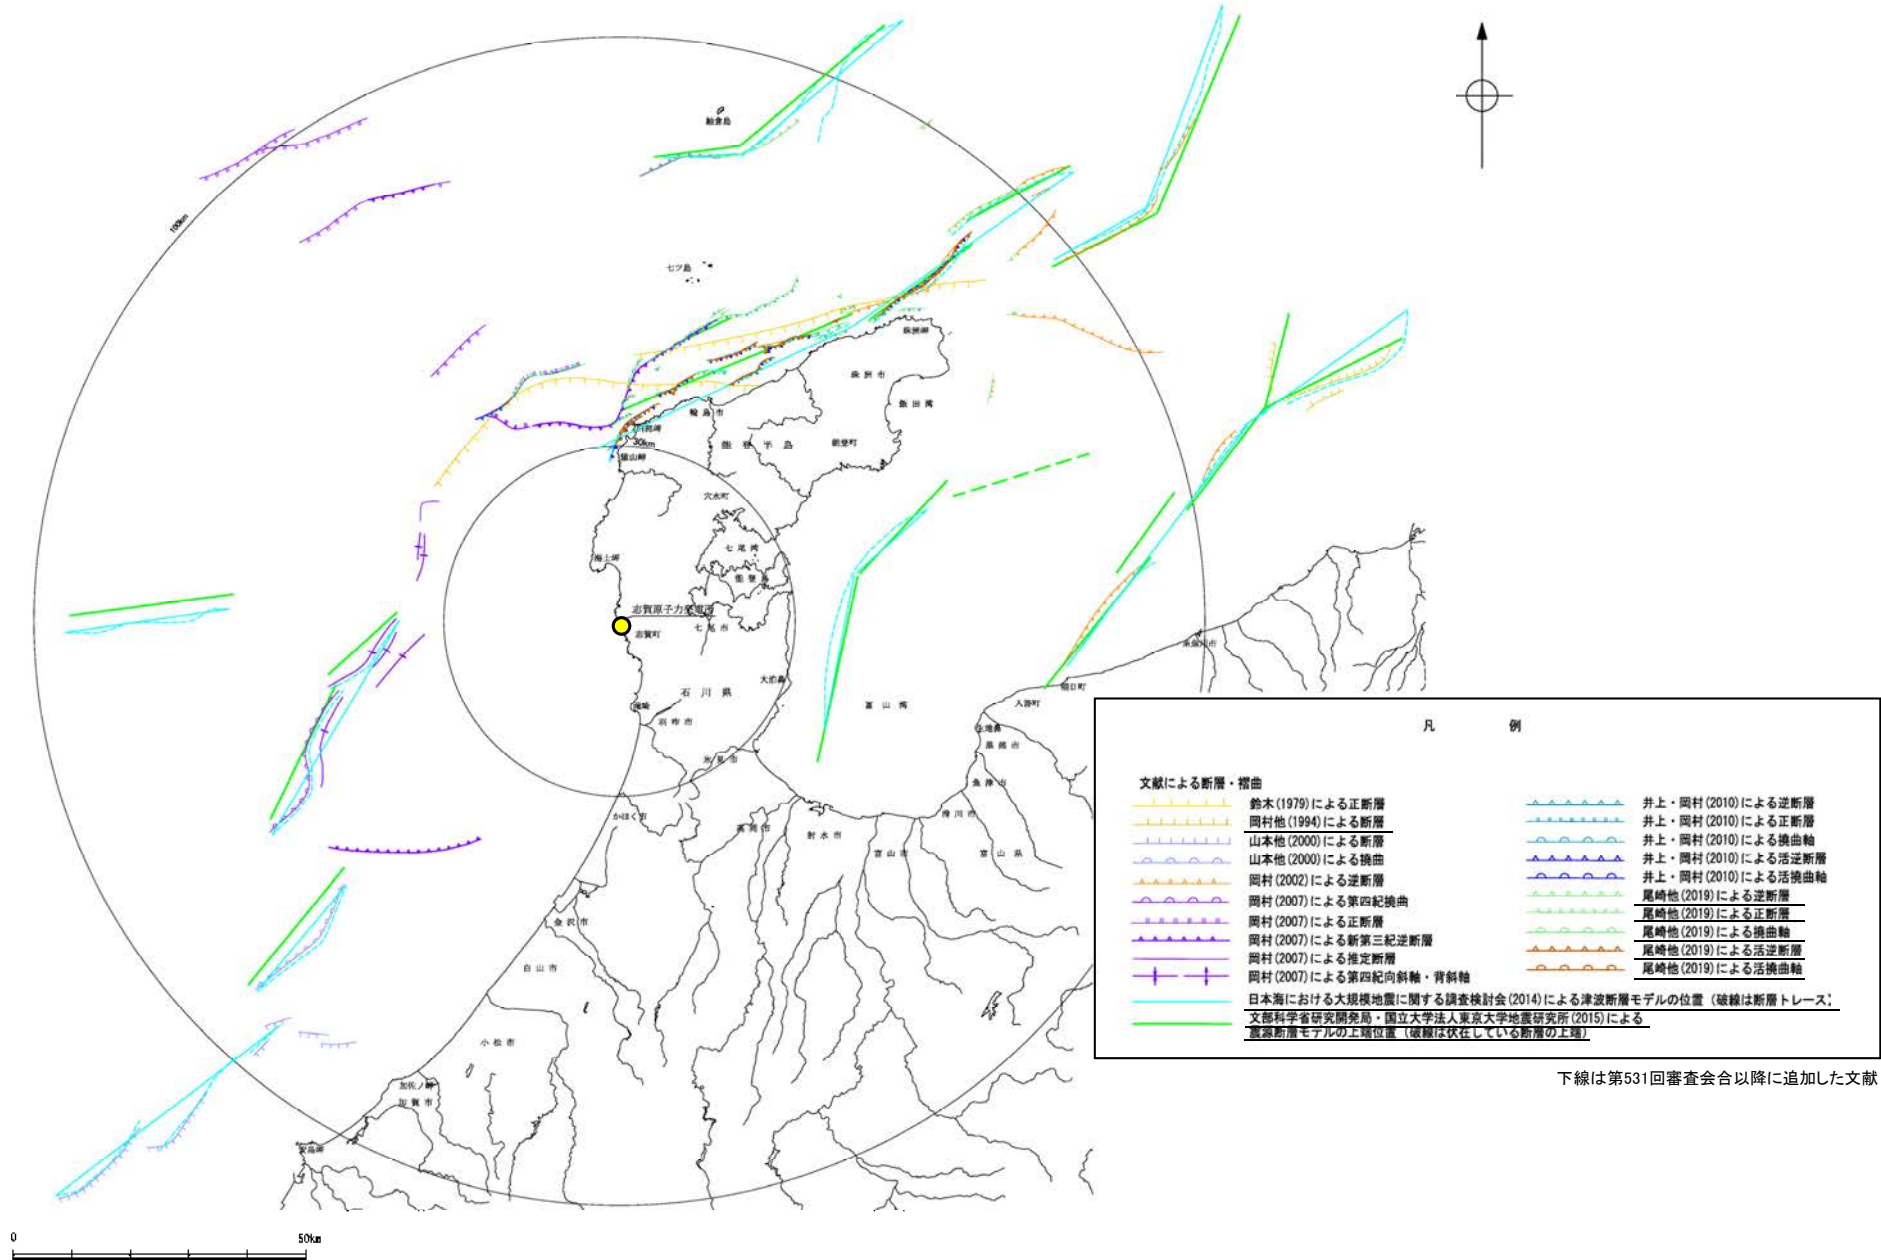 舳倉島
100km
七ツ島
珠洲岬
珠洲市
飯田湾
輪島市
30km
猿山岬
能登半島
能登町
穴水町
七尾湾
海士岬
能登島
志賀原子力発電所
志賀町
七尾市
石川県
大泊鼻
滝崎
羽咋市
富山湾
氷見市
糸魚川市
朝日町
入善町
生地鼻
黒部市
魚津市
滑川市
かほく市
高岡市
射水市
富山市
富山県
金沢市
白山市
小松市
加佐ノ岬
加賀市
安島岬
凡 例
文献による断層・褶曲
鈴木(1979)による正断層
岡村他(1994)による断層
山本他(2000)による断層
山本他(2000)による撓曲
岡村(2002)による逆断層
岡村(2007)による第四紀撓曲
岡村(2007)による正断層
岡村(2007)による新第三紀逆断層
岡村(2007)による推定断層
岡村(2007)による第四紀向斜軸・背斜軸
井上・岡村(2010)による逆断層
井上・岡村(2010)による正断層
井上・岡村(2010)による撓曲軸
井上・岡村(2010)による活逆断層
井上・岡村(2010)による活撓曲軸
尾崎他(2019)による逆断層
尾崎他(2019)による正断層
尾崎他(2019)による撓曲軸
尾崎他(2019)による活逆断層
尾崎他(2019)による活撓曲軸
日本海における大規模地震に関する調査検討会(2014)による津波断層モデルの位置（破線は断層トレース）
文部科学省研究開発局・国立大学法人東京大学地震研究所(2015)による
震源断層モデルの上端位置（破線は伏在している断層の上端）
下線は第531回審査会合以降に追加した文献
0 50km